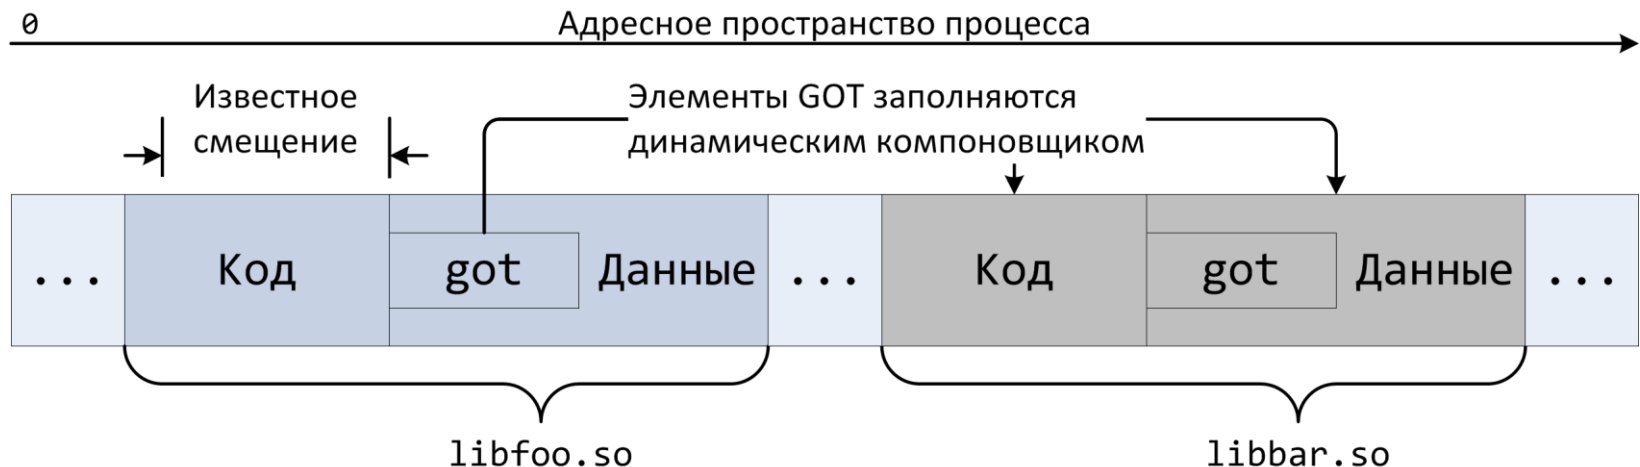 0
Адресное пространство процесса
Известное
смещение
Элементы GOT заполняются
динамическим компоновщиком
... Код got Данные ... Код got Данные ...
libfoo.so libbar.so